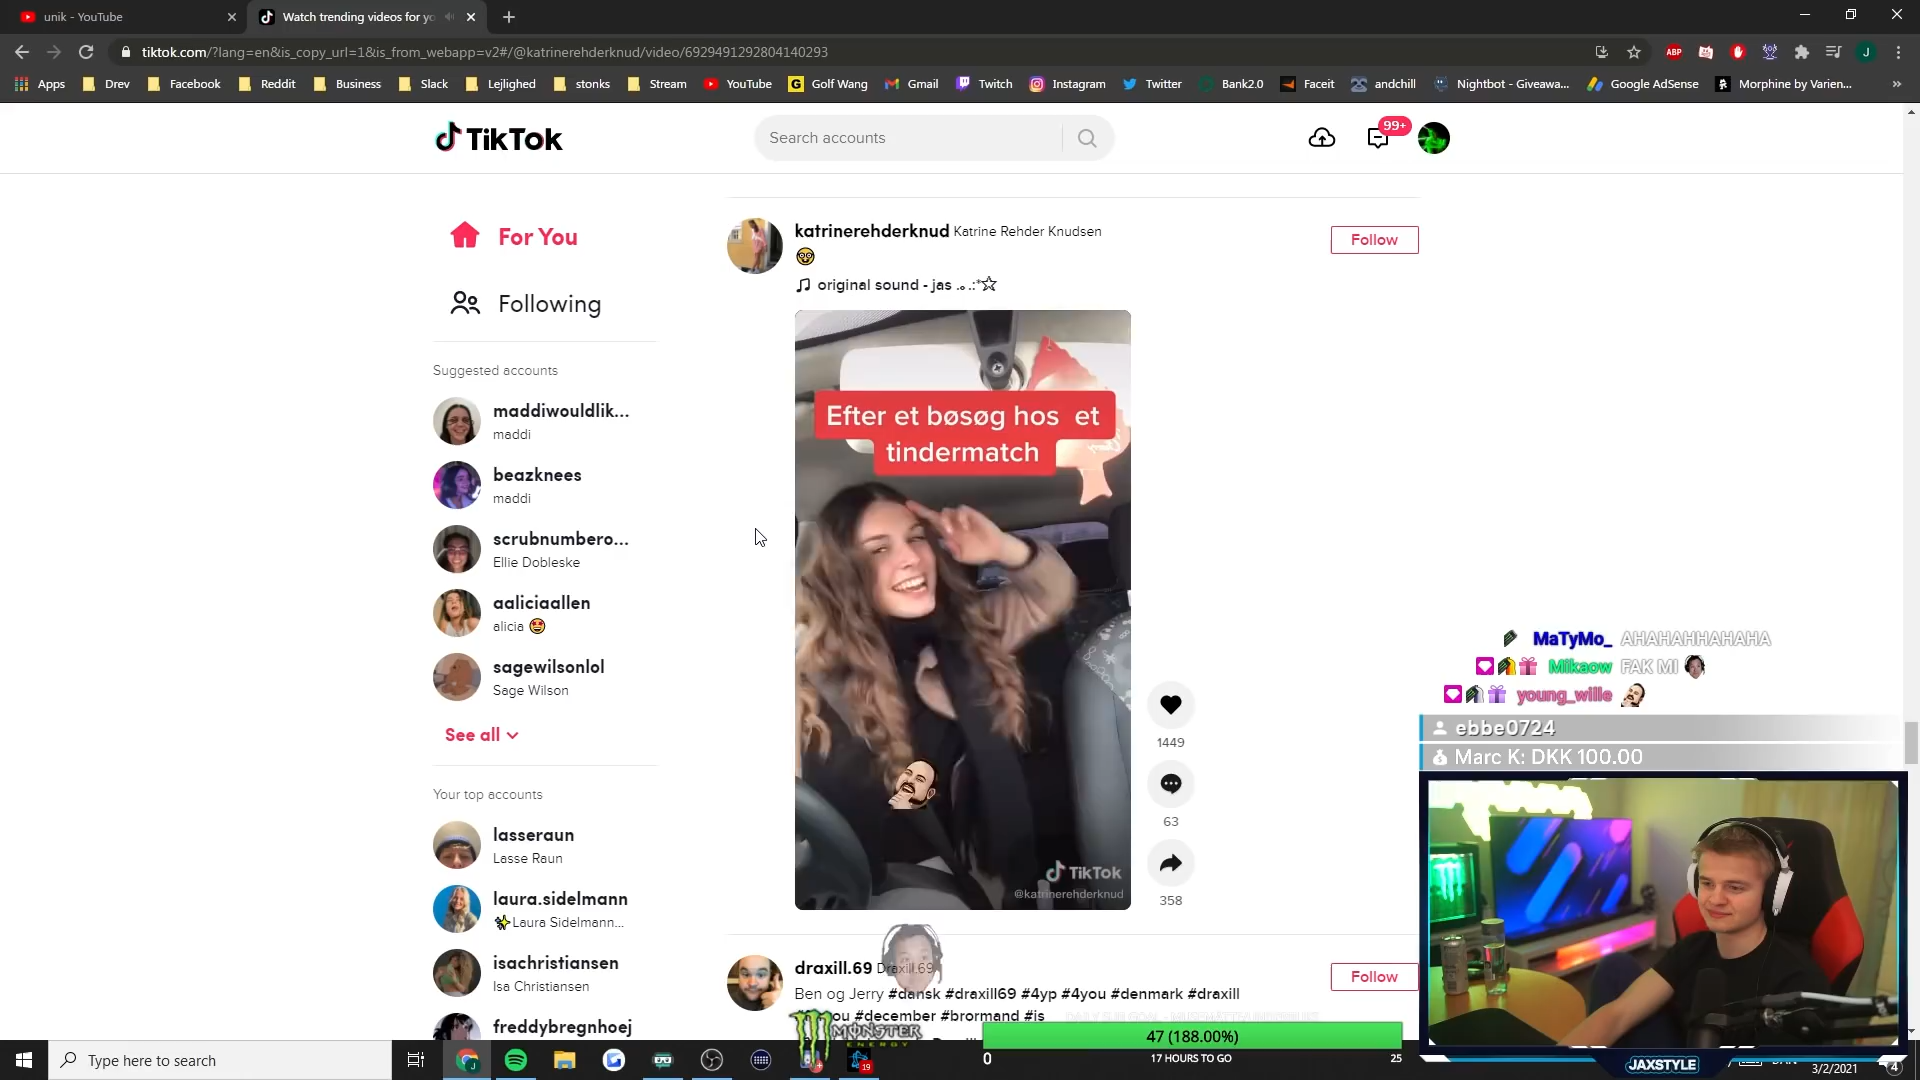 unik - YouTube
Watch trending videos for yo
tiktok.com/?lang=en&is_copy_url=1&is_from_webapp=v2#/@katrinerehderknud/video/6929491292804140293
ABP
J
Apps
Drev
Facebook
Reddit
Business
Slack
Lejlighed
stonks
Stream
YouTube
Golf Wang
Gmail
Twitch
Instagram
Twitter
Bank2.0
Faceit
andchill
Nightbot - Giveawa...
Google AdSense
Morphine by Varien...
TikTok
Search accounts
99+
For You
Following
Suggested accounts
maddiwouldlik...
maddi
beazknees
maddi
scrubnumbero...
Ellie Dobleske
aaliciaallen
alicia 🤩
sagewilsonlol
Sage Wilson
See all
Your top accounts
lasseraun
Lasse Raun
laura.sidelmann
✨Laura Sidelmann...
isachristiansen
Isa Christiansen
freddybregnhoej
katrinerehderknud Katrine Rehder Knudsen
Follow
original sound - jas .｡.:*☆
Efter et bøsøg hos et
tindermatch
TikTok
@katrinerehderknud
1449
63
358
draxill.69 Draxill.69
Follow
Ben og Jerry #dansk #draxill69 #4yp #4you #denmark #draxill
#december #brormand #is
MaTyMo_ AHAHAHHAHAHA
Mikaow FAK MI
young_wille
ebbe0724
Marc K: DKK 100.00
MONSTER
ENERGY
47 (188.00%)
0
17 HOURS TO GO
25
JAXSTYLE
Type here to search
19
3/2/2021
4